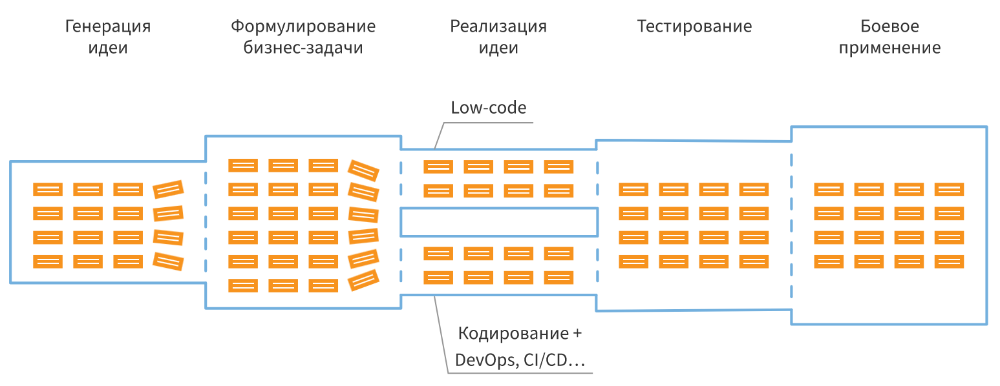 Генерация
идеи
Формулирование
бизнес-задачи
Реализация
идеи
Тестирование
Боевое
применение
Low-code
Кодирование +
DevOps, CI/CD...